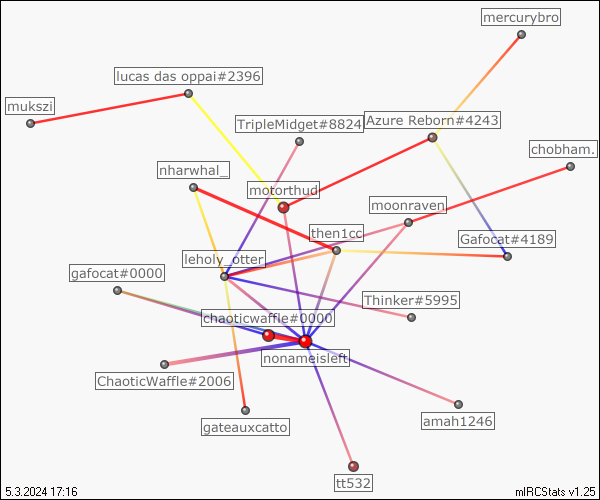 mercurybro
lucas das oppai#2396
mukszi
TripleMidget#8824
Azure Reborn#4243
chobham.
nharwhal_
motorthud
moonraven
then1cc
Gafocat#4189
leholy_otter
gafocat#0000
Thinker#5995
chaoticwaffle#0000
nonameisleft
ChaoticWaffle#2006
amah1246
gateauxcatto
tt532
5.3.2024 17:16
mIRCStats v1.25